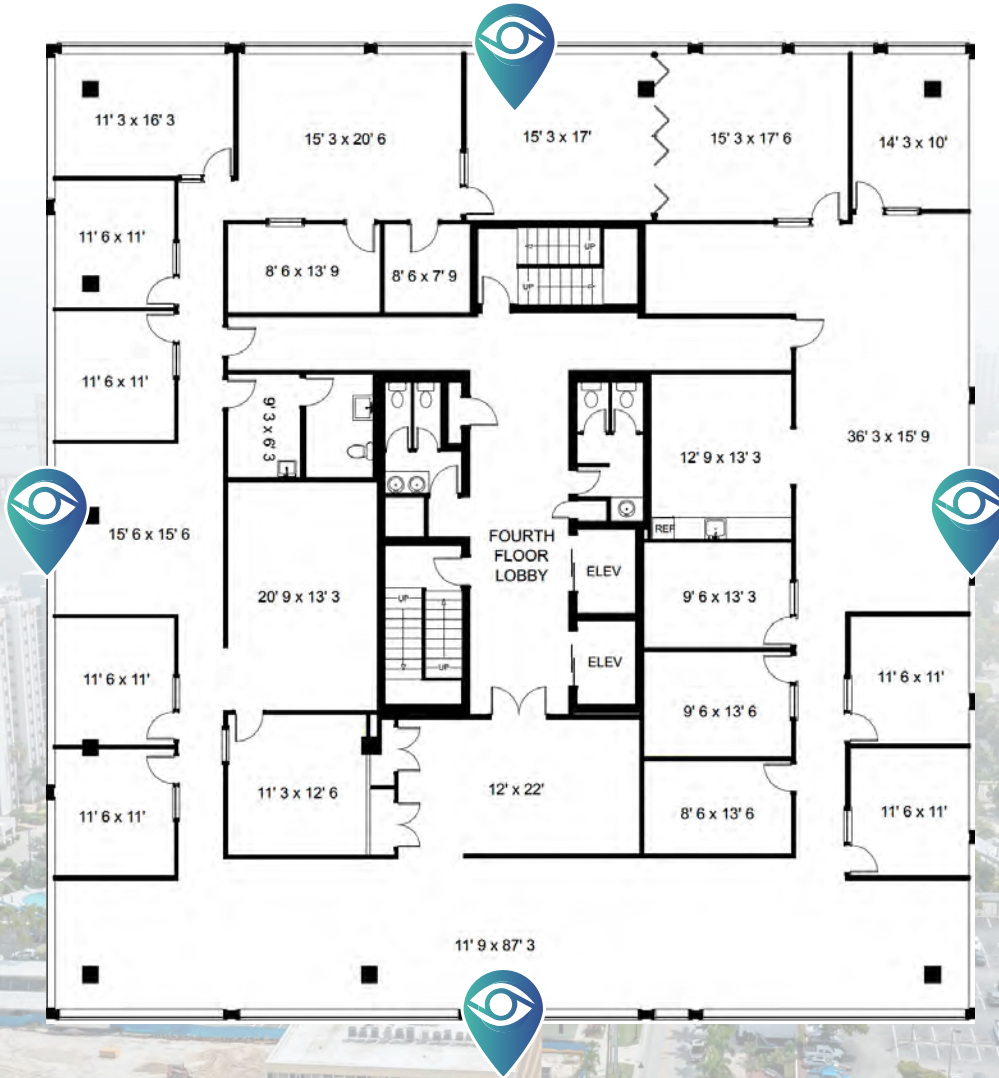 11' 3 x 16' 3
15' 3 x 20' 6
15' 3 x 17'
15' 3 x 17' 6
14' 3 x 10'
11' 6 x 11'
8' 6 x 13' 9
8' 6 x 7' 9
UP
UP
11' 6 x 11'
9' 3 x 6' 3
36' 3 x 15' 9
12' 9 x 13' 3
15' 6 x 15' 6
REF
FOURTH
FLOOR
LOBBY
ELEV
20' 9 x 13' 3
UP
9' 6 x 13' 3
UP
ELEV
11' 6 x 11'
11' 6 x 11'
9' 6 x 13' 6
11' 3 x 12' 6
12' x 22'
11' 6 x 11'
8' 6 x 13' 6
11' 6 x 11'
11' 9 x 87' 3